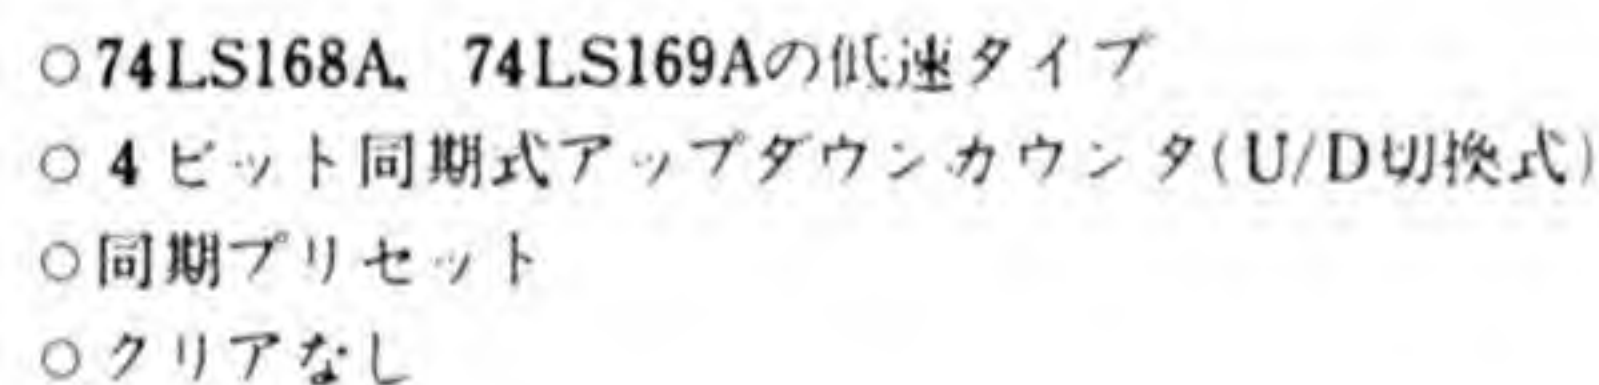 ○74LS168A, 74LS169Aの低速タイプ
○4ビット同期式アップダウンカウンタ(U/D切換式)
○同期プリセット
○クリアなし